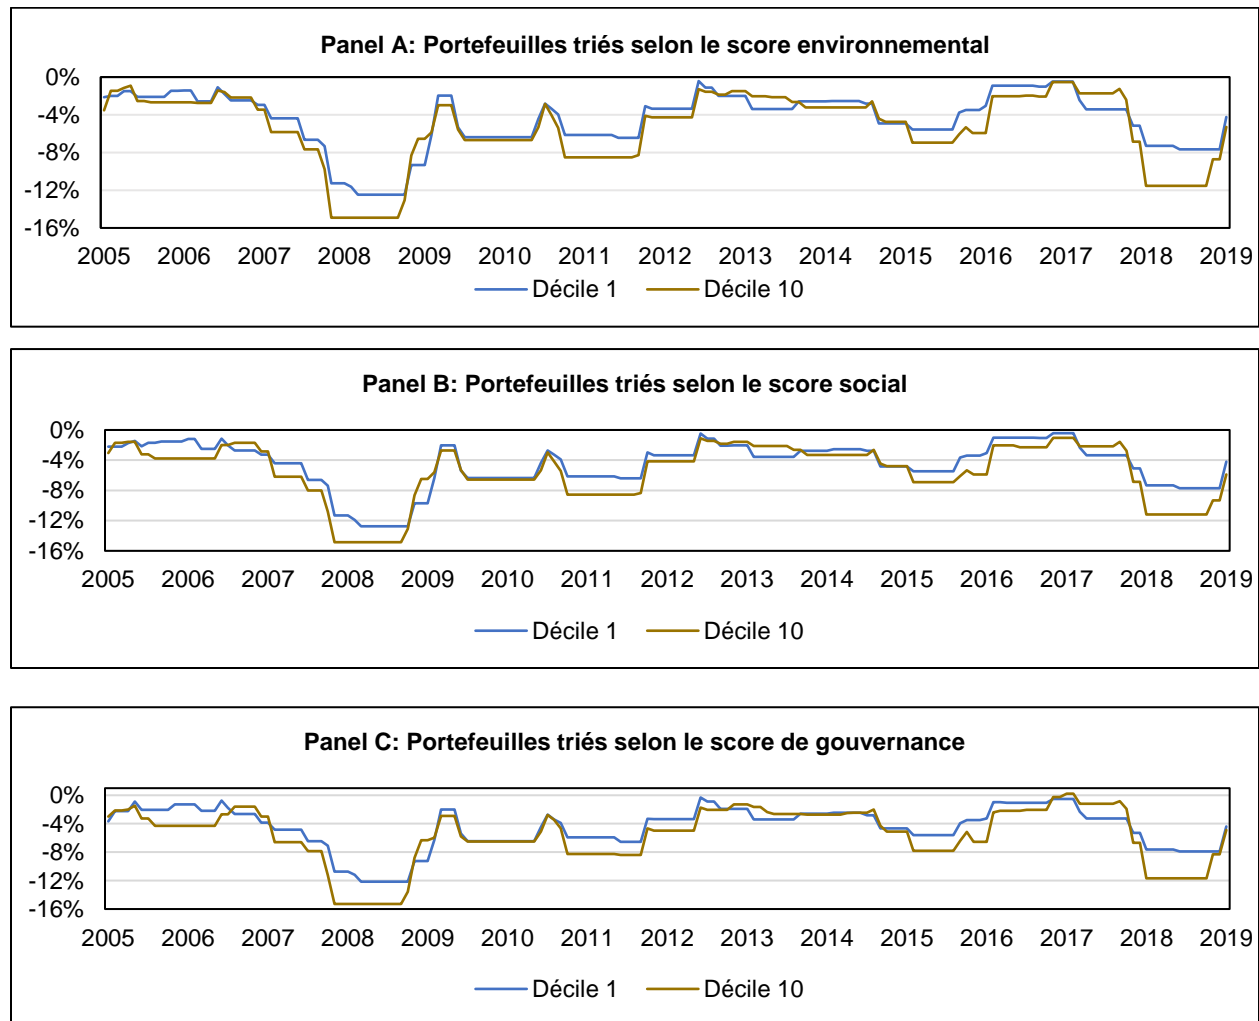 Panel A: Portefeuilles triés selon le score environnemental
0%
-4%
-8%
-12%
-16%
2005 2006 2007 2008 2009 2010 2011 2012 2013 2014 2015 2016 2017 2018 2019
Décile 1 Décile 10
Panel B: Portefeuilles triés selon le score social
0%
-4%
-8%
-12%
-16%
2005 2006 2007 2008 2009 2010 2011 2012 2013 2014 2015 2016 2017 2018 2019
Décile 1 Décile 10
Panel C: Portefeuilles triés selon le score de gouvernance
0%
-4%
-8%
-12%
-16%
2005 2006 2007 2008 2009 2010 2011 2012 2013 2014 2015 2016 2017 2018 2019
Décile 1 Décile 10